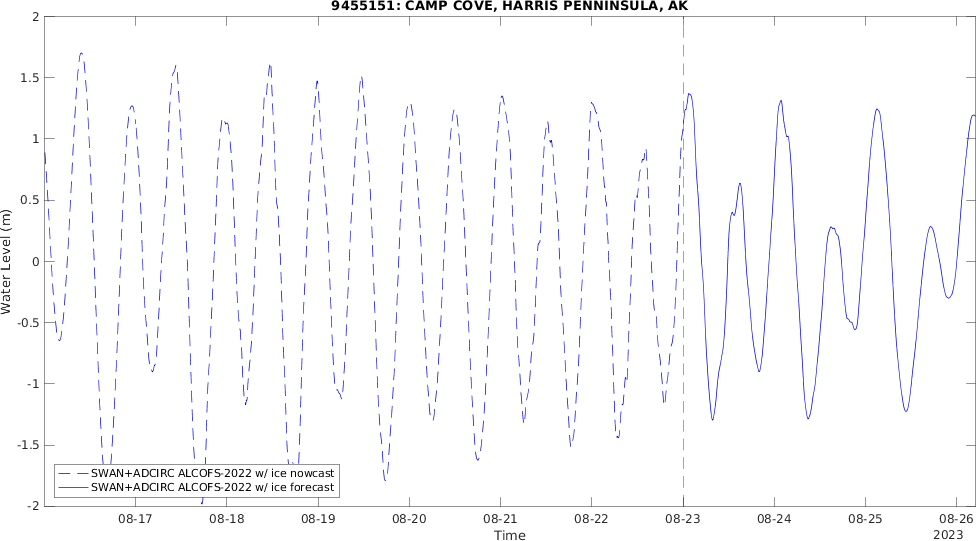 9455151: CAMP COVE, HARRIS PENNINSULA, AK
2
1.5
1
0.5
0
-0.5
-1
-1.5
-2
Water Level (m)
SWAN+ADCIRC ALCOFS-2022 w/ ice nowcast
SWAN+ADCIRC ALCOFS-2022 w/ ice forecast
08-17 08-18 08-19 08-20 08-21 08-22 08-23 08-24 08-25 08-26
Time
2023